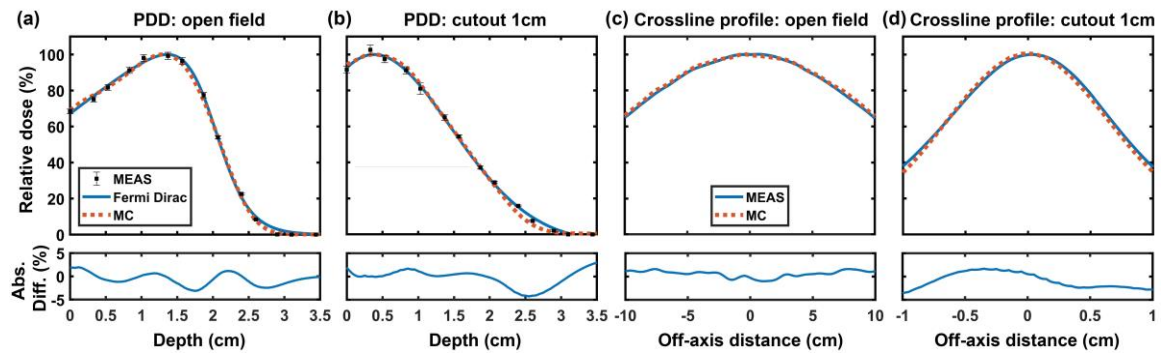 (a) PDD: open field
(b) PDD: cutout 1cm
(c) Crossline profile: open field
(d) Crossline profile: cutout 1cm
Relative dose (%)
100
80
60
40
20
0
MEAS
Fermi Dirac
MC
MEAS
MC
Abs.
Diff. (%)
5
0
-5
0 0.5 1 1.5 2 2.5 3 3.5
0 0.5 1 1.5 2 2.5 3 3.5
-10 -5 0 5 10
-1 -0.5 0 0.5 1
Depth (cm)
Depth (cm)
Off-axis distance (cm)
Off-axis distance (cm)